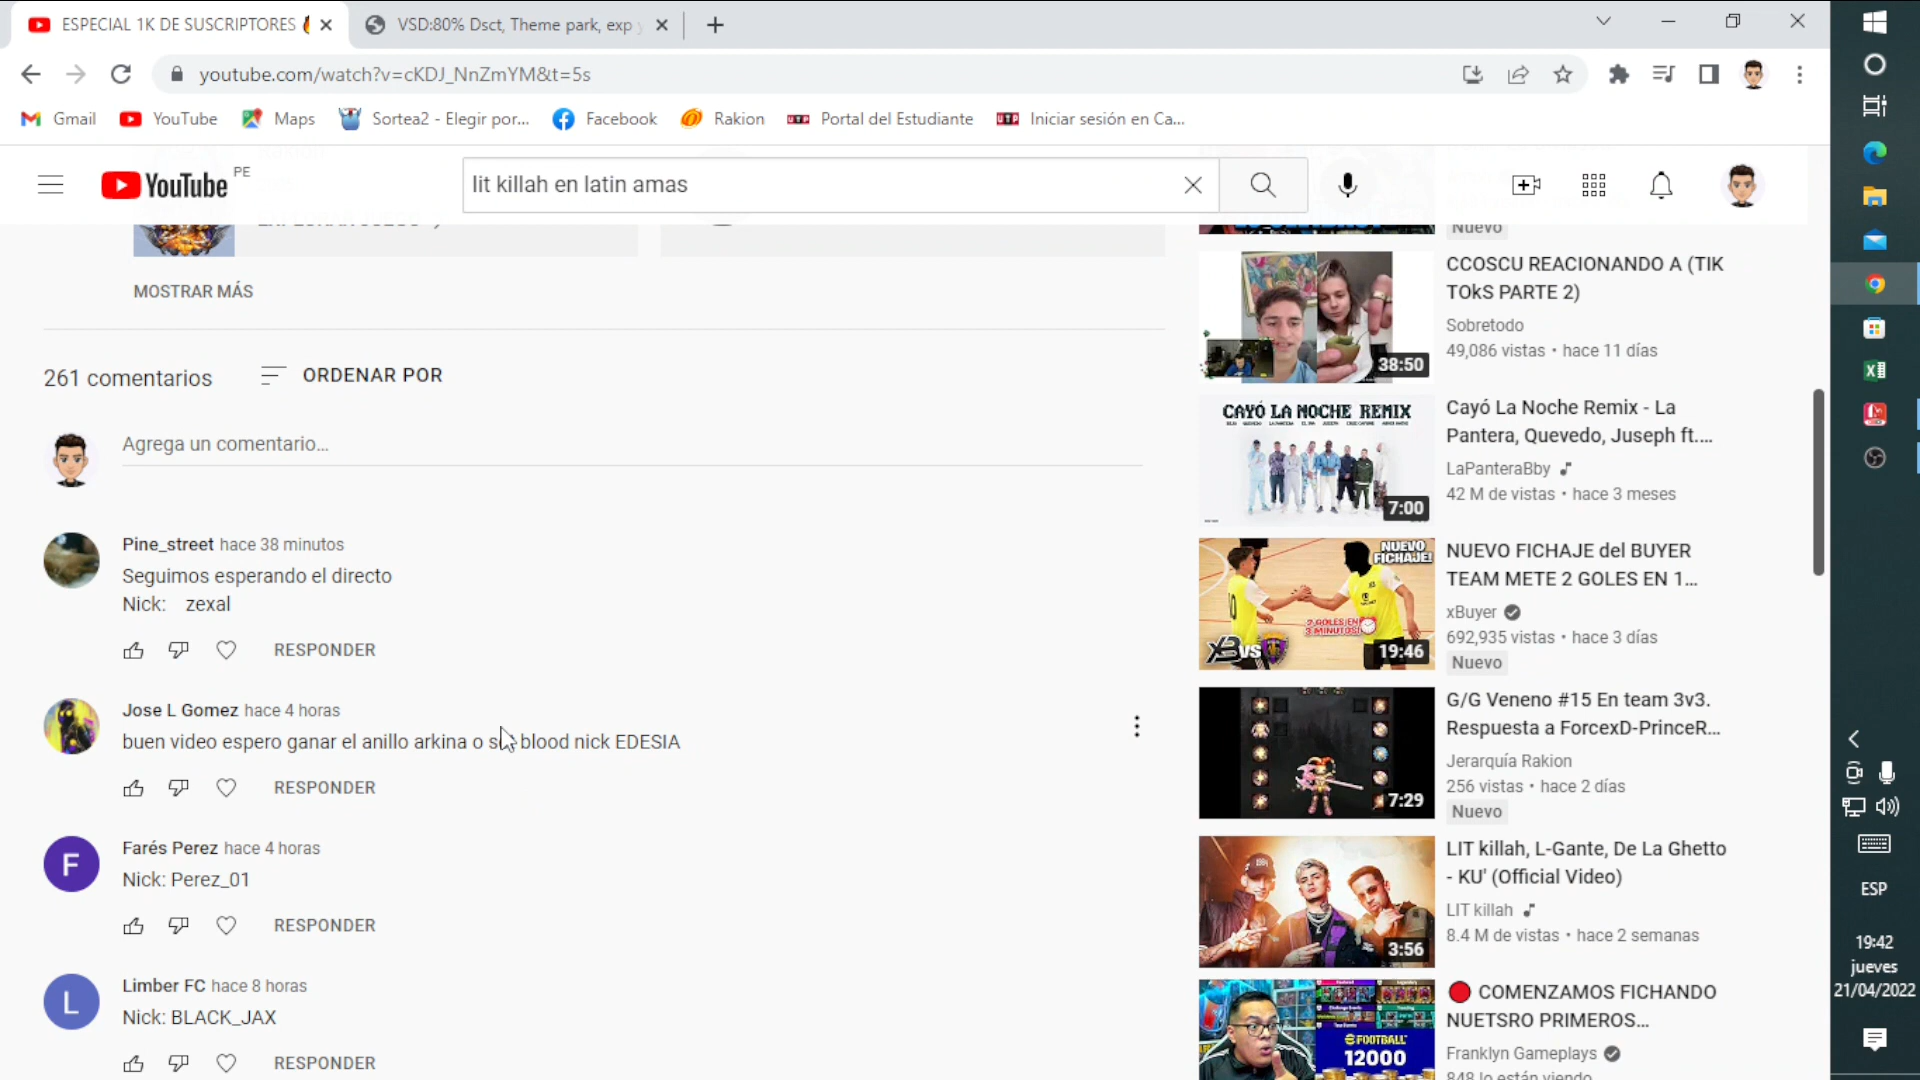 ESPECIAL 1K DE SUSCRIPTORES
VSD:80% Dsct, Theme park, exp
youtube.com/watch?v=cKDJ_NnZmYM&t=5s
Gmail
YouTube
Maps
Sortea2 - Elegir por...
Facebook
Rakion
Portal del Estudiante
Iniciar sesión en Ca...
YouTube PE
lit killah en latin amas
MOSTRAR MÁS
261 comentarios
ORDENAR POR
Agrega un comentario...
Pine_street hace 38 minutos
Seguimos esperando el directo
Nick: zexal
RESPONDER
Jose L Gomez hace 4 horas
buen video espero ganar el anillo arkina o blood nick EDESIA
RESPONDER
F
Farés Perez hace 4 horas
Nick: Perez_01
RESPONDER
L
Limber FC hace 8 horas
Nick: BLACK_JAX
RESPONDER
Nuevo
38:50
CCOSCU REACIONANDO A (TIK
TOkS PARTE 2)
Sobretodo
49,086 vistas • hace 11 días
CAYÓ LA NOCHE REMIX
7:00
Cayó La Noche Remix - La
Pantera, Quevedo, Juseph ft....
LaPanteraBby
42 M de vistas • hace 3 meses
NUEVO
FICHAJE!
2 GOLES EN
3 MINUTOS!
XB VS
19:46
NUEVO FICHAJE del BUYER
TEAM METE 2 GOLES EN 1...
xBuyer
692,935 vistas • hace 3 días
Nuevo
7:29
G/G Veneno #15 En team 3v3.
Respuesta a ForcexD-PrinceR...
Jerarquía Rakion
256 vistas • hace 2 días
Nuevo
3:56
LIT killah, L-Gante, De La Ghetto
- KU' (Official Video)
LIT killah
8.4 M de vistas • hace 2 semanas
FOOTBALL
12000
COMENZAMOS FICHANDO
NUETSRO PRIMEROS...
Franklyn Gameplays
848 lo están viendo
ESP
19:42
jueves
21/04/2022